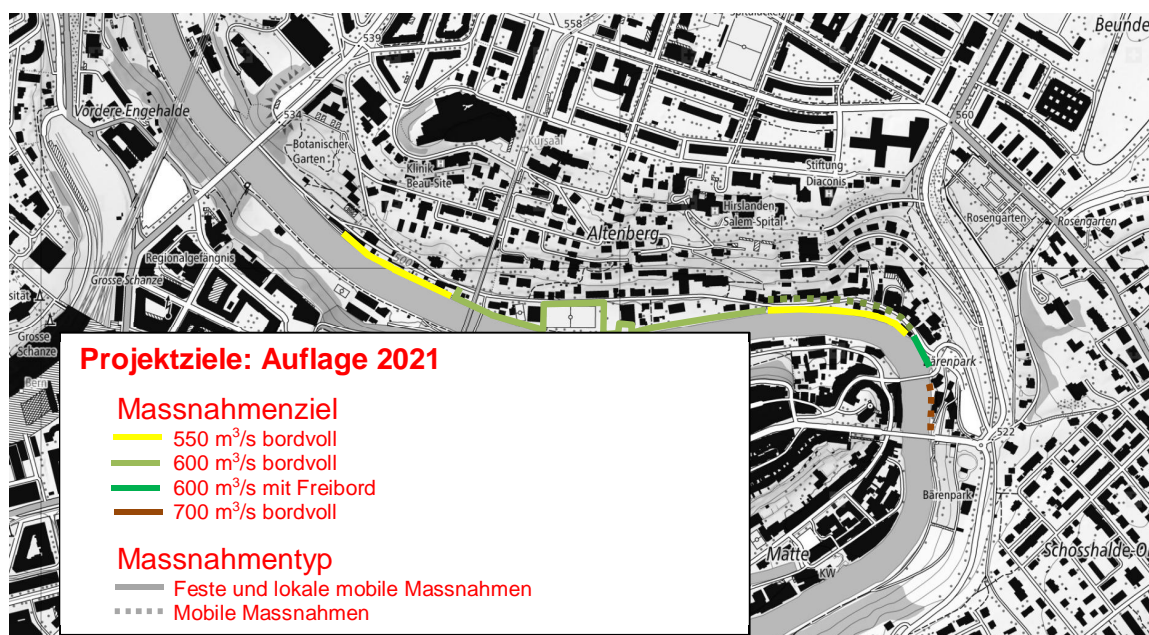 Beunde
539
558
Vordere Engehalde
534
560
Botanischer
Garten
Kursaal
Klinik
Beau-Site
Stiftung
Diaconis
Hirslanden
Salem-Spital
Rosengarten
Rosengarten
Altenberg
Regionalgefängnis
Grosse Schanze
Grosse
Schanze
Bern
Bärenpark
522
Bärenpark
Matte
KW
Schosshalde-O
Projektziele: Auflage 2021
Massnahmenziel
550 m³/s bordvoll
600 m³/s bordvoll
600 m³/s mit Freibord
700 m³/s bordvoll
Massnahmentyp
Feste und lokale mobile Massnahmen
Mobile Massnahmen